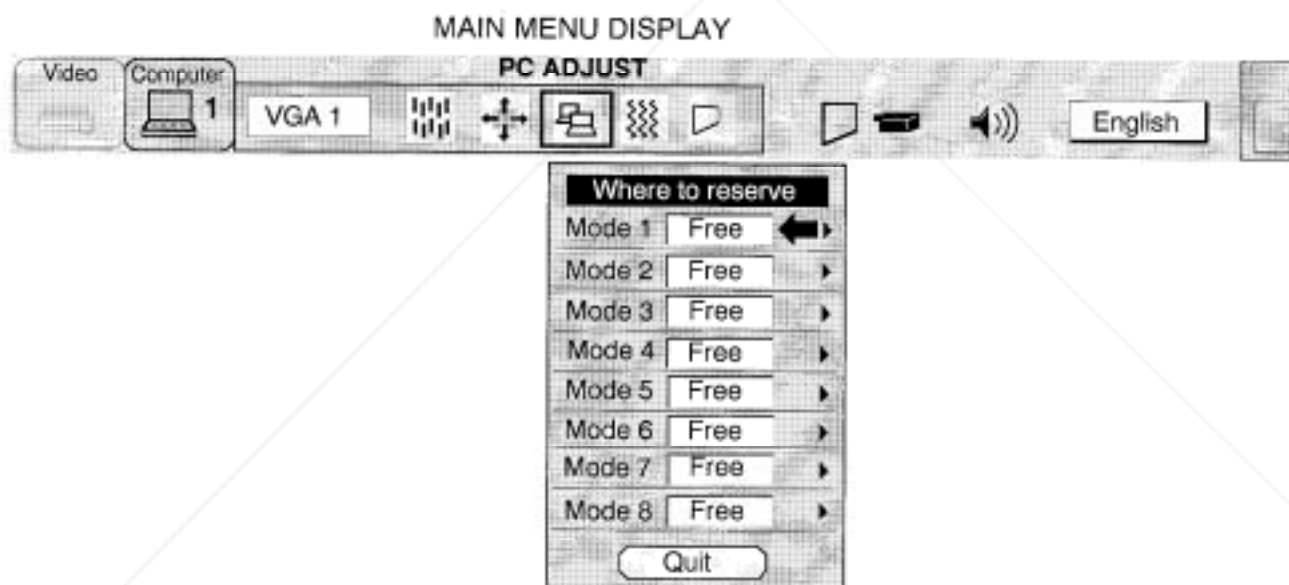 MAIN MENU DISPLAY
PC ADJUST
Video
Computer
1
VGA 1
English
Where to reserve
Mode 1 Free
Mode 2 Free
Mode 3 Free
Mode 4 Free
Mode 5 Free
Mode 6 Free
Mode 7 Free
Mode 8 Free
Quit